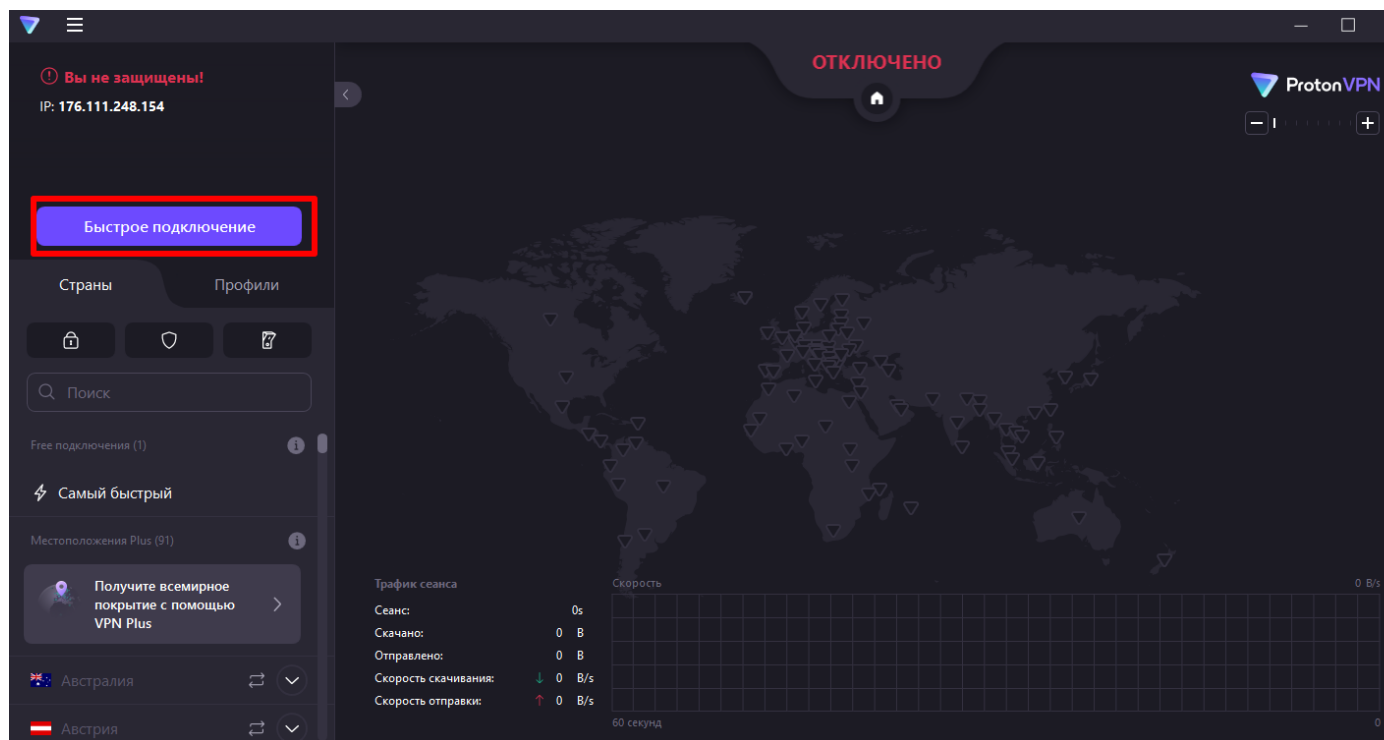 Вы не защищены!
IP: 176.111.248.154
Быстрое подключение
Страны
Профили
Поиск
Free подключения (1)
Самый быстрый
Местоположения Plus (91)
Получите всемирное
покрытие с помощью
VPN Plus
Австралия
Австрия
ОТКЛЮЧЕНО
ProtonVPN
Трафик сеанса
Сеанс: 0s
Скачано: 0 B
Отправлено: 0 B
Скорость скачивания: ↓ 0 B/s
Скорость отправки: ↑ 0 B/s
Скорость 0 B/s
60 секунд 0